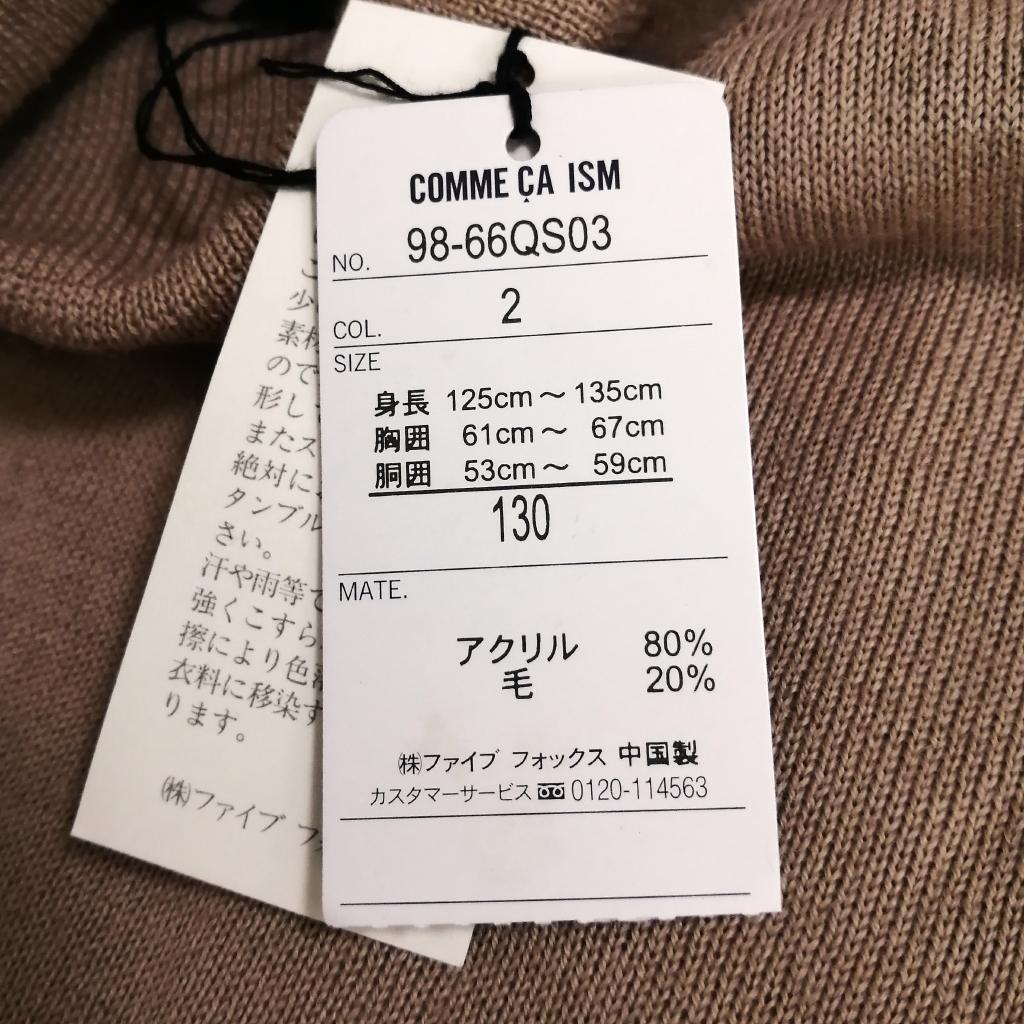 COMME ÇA ISM
NO. 98-66QS03
COL. 2
SIZE
身長 125cm～135cm
胸囲 61cm～ 67cm
胴囲 53cm～ 59cm
130
MATE.
アクリル 80%
毛 20%
㈱ファイブ フォックス 中国製
カスタマーサービス 0120-114563
少
素材
ので
形し
またス
絶対に
タンブル
さい。
汗や雨等で
強くこすら
擦により色
衣料に移染す
ります。
㈱ファイブ フ